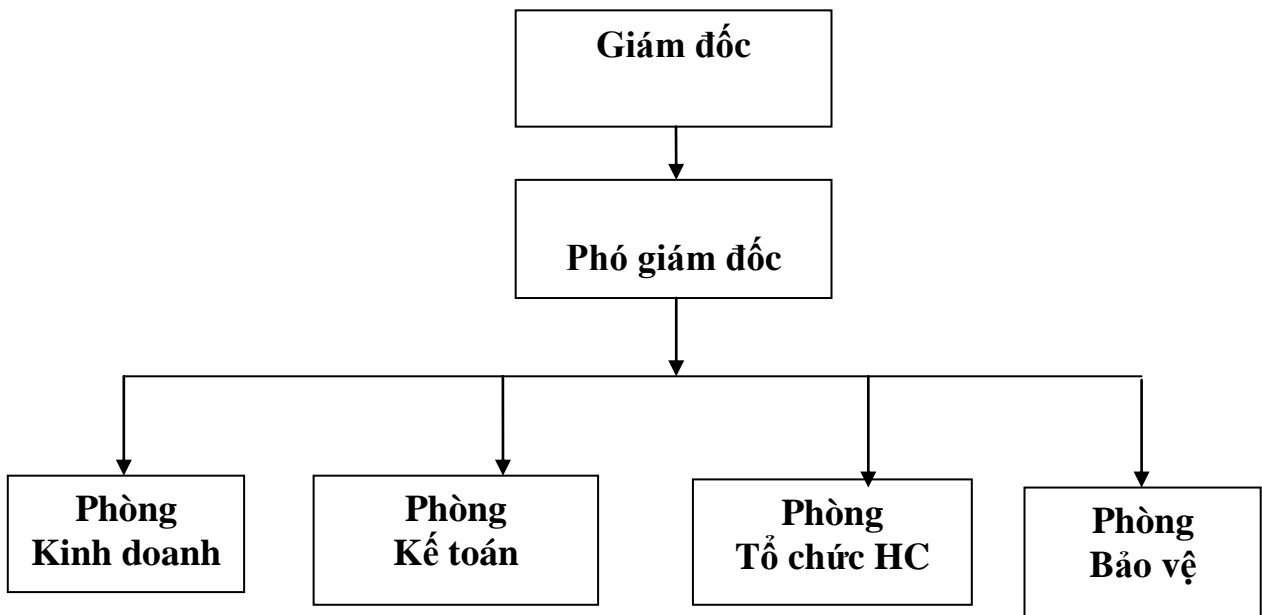 Giám đốc
Phó giám đốc
Phòng
Kinh doanh
Phòng
Kế toán
Phòng
Tổ chức HC
Phòng
Bảo vệ